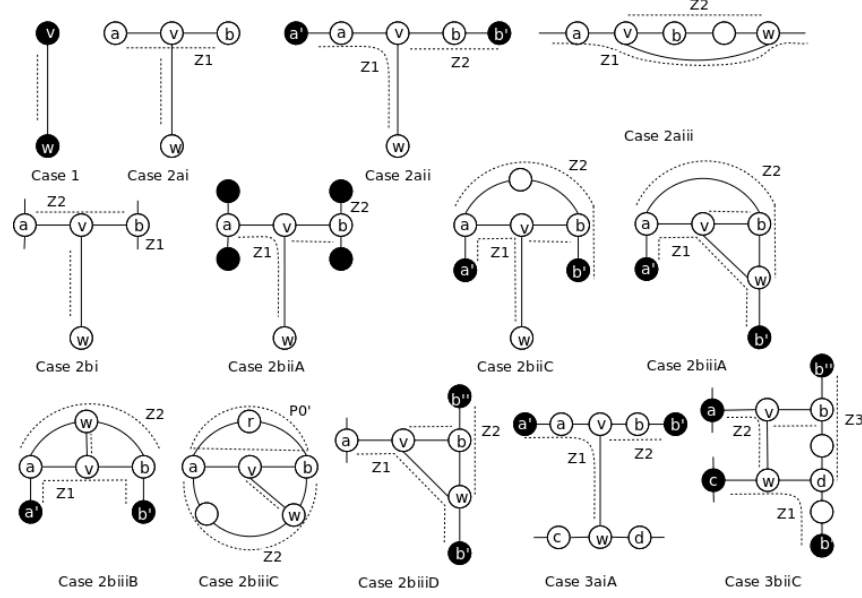 v
w
Case 1
a v b
Z1
w
Case 2ai
a' a v b b'
Z1 Z2
w
Case 2aii
Z2
a v b w
Z1
Case 2aiii
Z2
a v b
Z1
w
Case 2bi
Z2
a v b
Z1
w
Case 2biiA
Z2
a v b
Z1
a' b'
w
Case 2biiC
Z2
a v b
Z1
a' w
b'
Case 2biiiA
w Z2
a v b
Z1
a' b'
Case 2biiiB
P0'
r
a v b
w
Z2
Case 2biiiC
b''
a v b Z2
Z1
w
b'
Case 2biiiD
a' a v b b'
Z1 Z2
c w d
Case 3aiA
b''
a v b Z3
Z2
c w d
Z1
b'
Case 3biiC